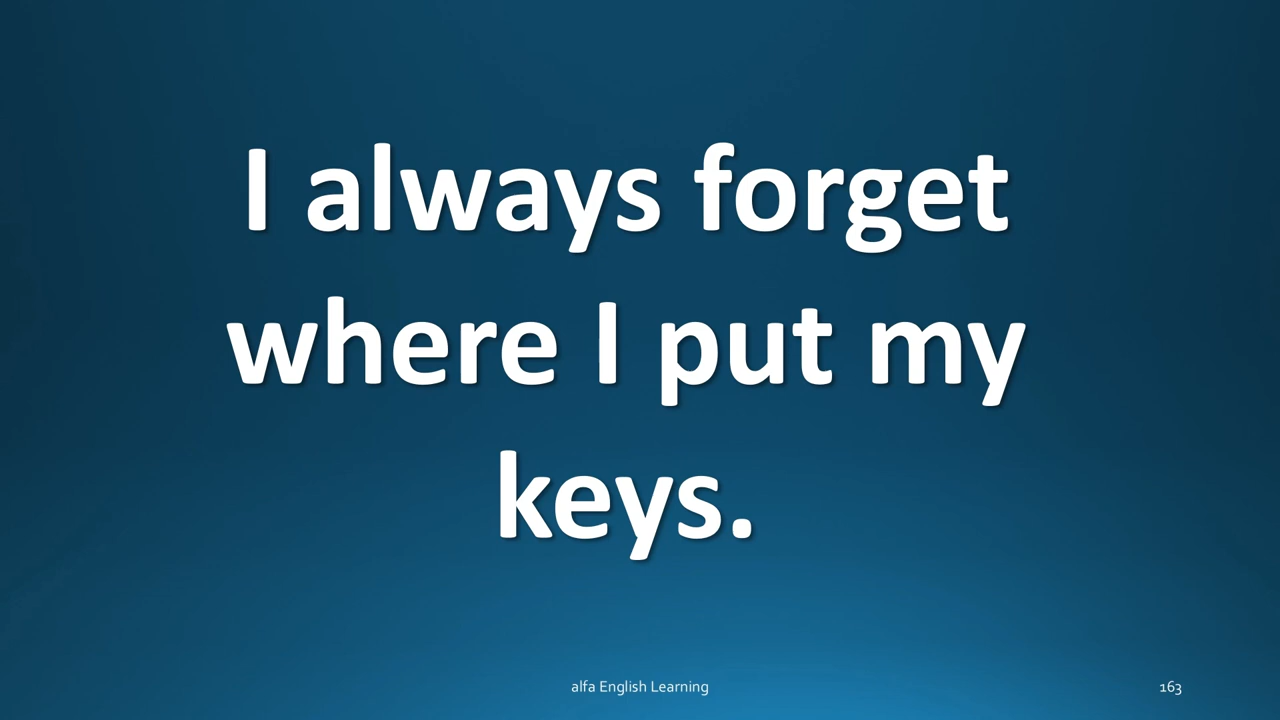 I always forget
where I put my
keys.
alfa English Learning
163